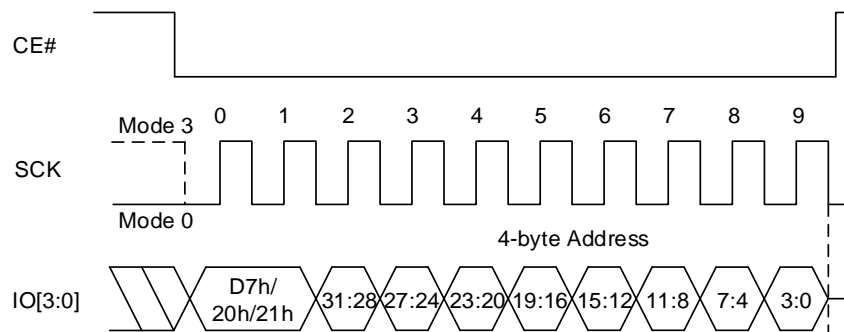 CE#
Mode 3
0 1 2 3 4 5 6 7 8 9
SCK
Mode 0
4-byte Address
IO[3:0]
D7h/
20h/21h
31:28 27:24 23:20 19:16 15:12 11:8 7:4 3:0